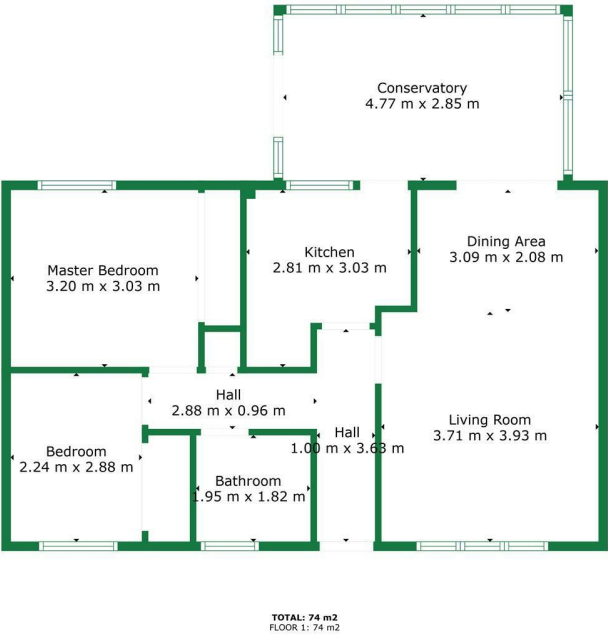 Conservatory
4.77 m x 2.85 m
Master Bedroom
3.20 m x 3.03 m
Kitchen
2.81 m x 3.03 m
Dining Area
3.09 m x 2.08 m
Hall
2.88 m x 0.96 m
Hall
1.00 m x 3.63 m
Living Room
3.71 m x 3.93 m
Bedroom
2.24 m x 2.88 m
Bathroom
1.95 m x 1.82 m
TOTAL: 74 m2
FLOOR 1: 74 m2